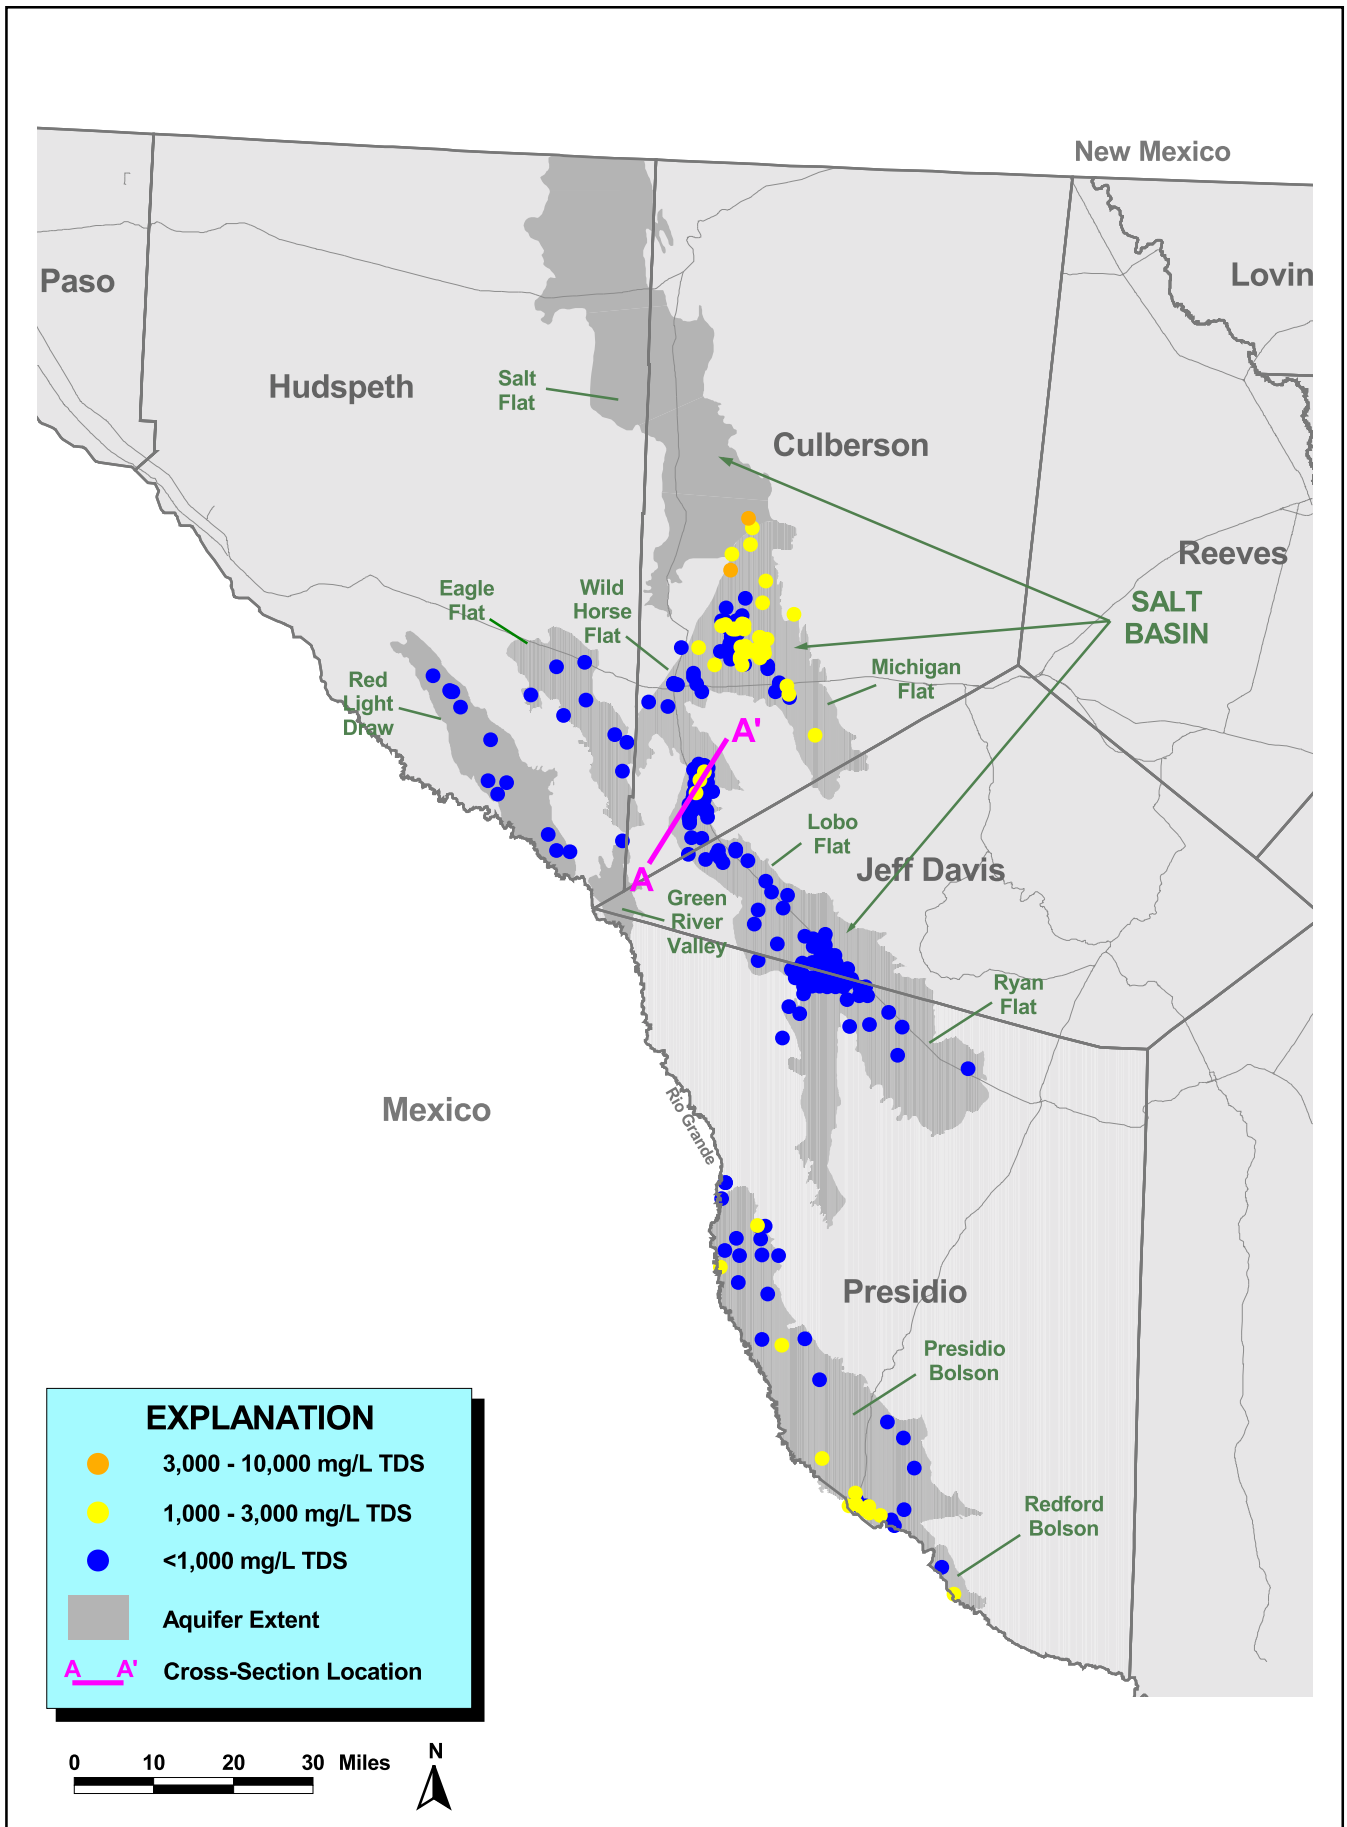 New Mexico
Paso
Lovin
Hudspeth
Salt
Flat
Culberson
Reeves
Eagle
Flat
Wild
Horse
Flat
SALT
BASIN
Michigan
Flat
Red
Light
Draw
A'
Lobo
Flat
Jeff Davis
A
Green
River
Valley
Ryan
Flat
Mexico
Rio Grande
Presidio
Presidio
Bolson
Redford
Bolson
EXPLANATION
3,000 - 10,000 mg/L TDS
1,000 - 3,000 mg/L TDS
<1,000 mg/L TDS
Aquifer Extent
A A' Cross-Section Location
0 10 20 30 Miles
N